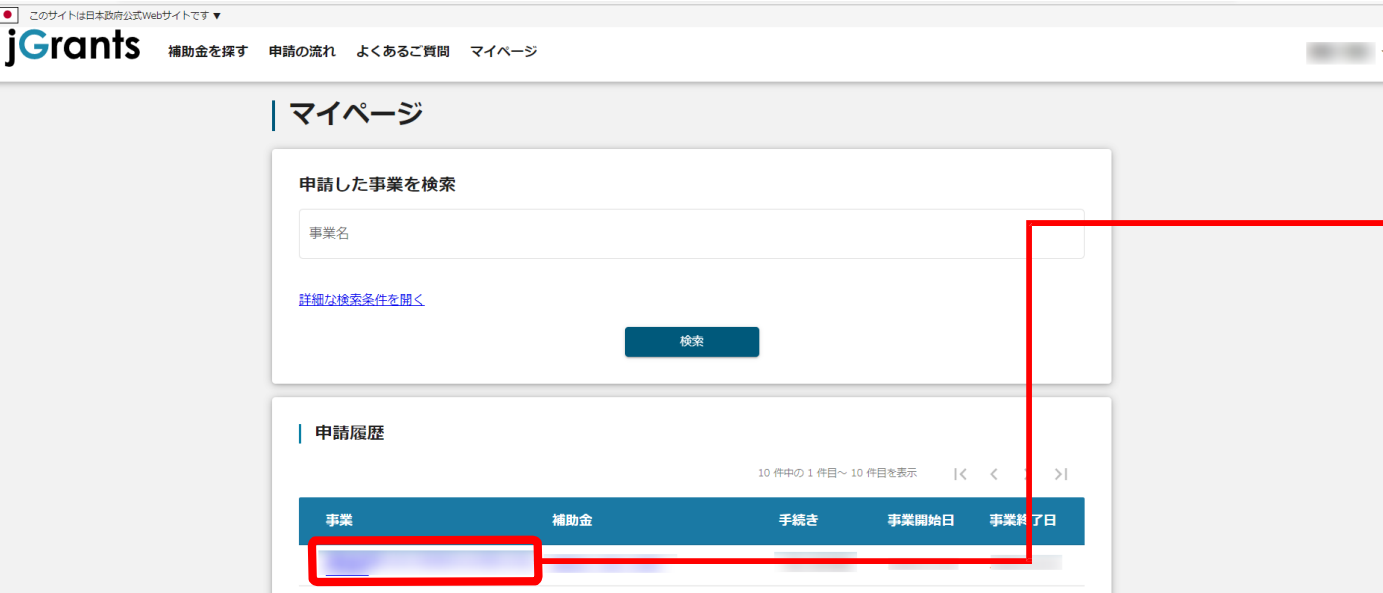 このサイトは日本政府公式Webサイトです ▼
jGrants 補助金を探す 申請の流れ よくあるご質問 マイページ
マイページ
申請した事業を検索
事業名
詳細な検索条件を開く
検索
申請履歴
10 件中の 1 件目～ 10 件目を表示
事業 補助金 手続き 事業開始日 事業終了日